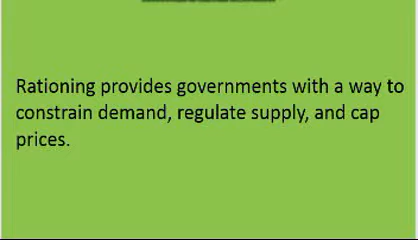 Rationing provides governments with a way to
constrain demand, regulate supply, and cap
prices.